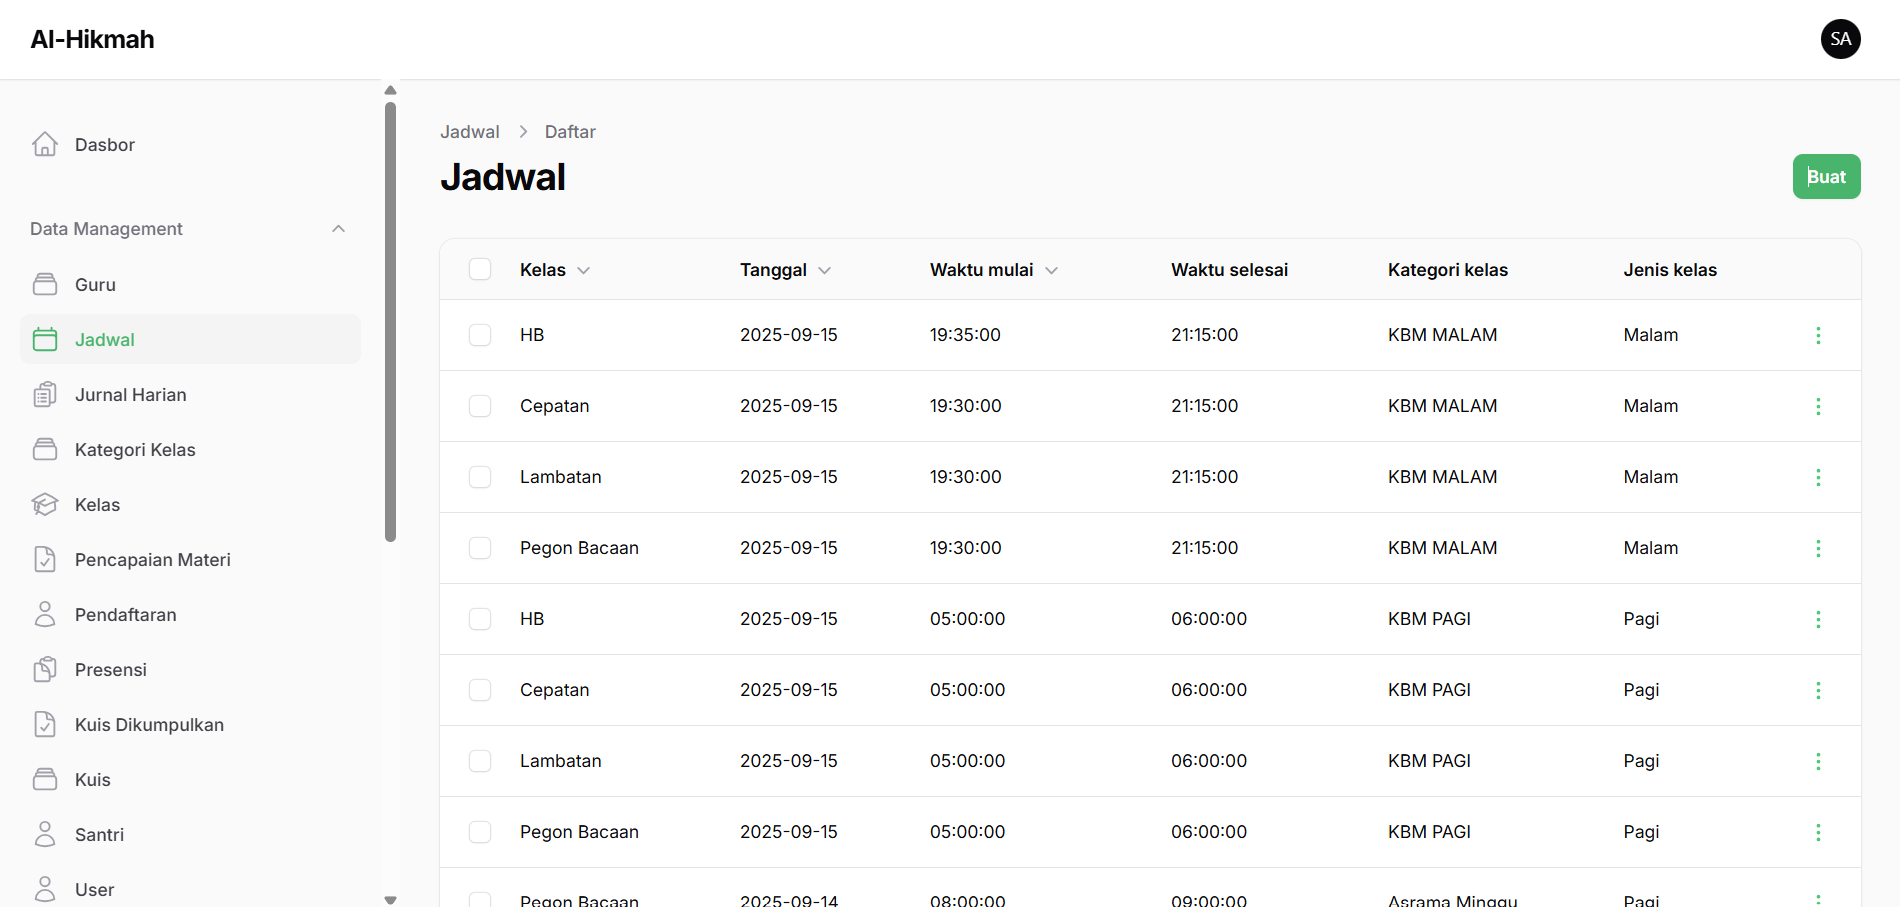 Al-Hikmah
SA
Dasbor
Data Management
Guru
Jadwal
Jurnal Harian
Kategori Kelas
Kelas
Pencapaian Materi
Pendaftaran
Presensi
Kuis Dikumpulkan
Kuis
Santri
User
Jadwal Daftar
Jadwal
Buat
Kelas Tanggal Waktu mulai Waktu selesai Kategori kelas Jenis kelas
HB 2025-09-15 19:35:00 21:15:00 KBM MALAM Malam
Cepatan 2025-09-15 19:30:00 21:15:00 KBM MALAM Malam
Lambatan 2025-09-15 19:30:00 21:15:00 KBM MALAM Malam
Pegon Bacaan 2025-09-15 19:30:00 21:15:00 KBM MALAM Malam
HB 2025-09-15 05:00:00 06:00:00 KBM PAGI Pagi
Cepatan 2025-09-15 05:00:00 06:00:00 KBM PAGI Pagi
Lambatan 2025-09-15 05:00:00 06:00:00 KBM PAGI Pagi
Pegon Bacaan 2025-09-15 05:00:00 06:00:00 KBM PAGI Pagi
Pegon Bacaan 2025-09-14 08:00:00 09:00:00 Asrama Minggu Pagi